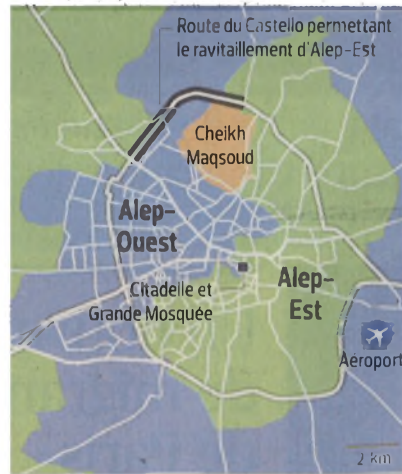 Route du Castello permettant
le ravitaillement d'Alep-Est
Cheikh
Maqsoud
Alep-
Ouest
Citadelle et
Grande Mosquée
Alep-
Est
Aéroport
2 km